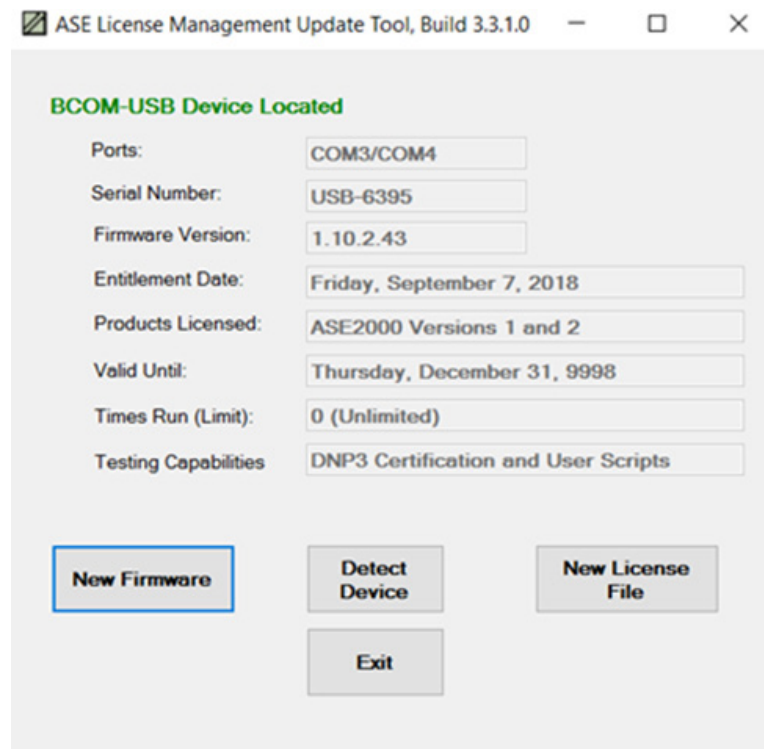 ASE License Management Update Tool, Build 3.3.1.0
BCOM-USB Device Located
Ports: COM3/COM4
Serial Number: USB-6395
Firmware Version: 1.10.2.43
Entitlement Date: Friday, September 7, 2018
Products Licensed: ASE2000 Versions 1 and 2
Valid Until: Thursday, December 31, 9998
Times Run (Limit): 0 (Unlimited)
Testing Capabilities DNP3 Certification and User Scripts
New Firmware
Detect
Device
New License
File
Exit